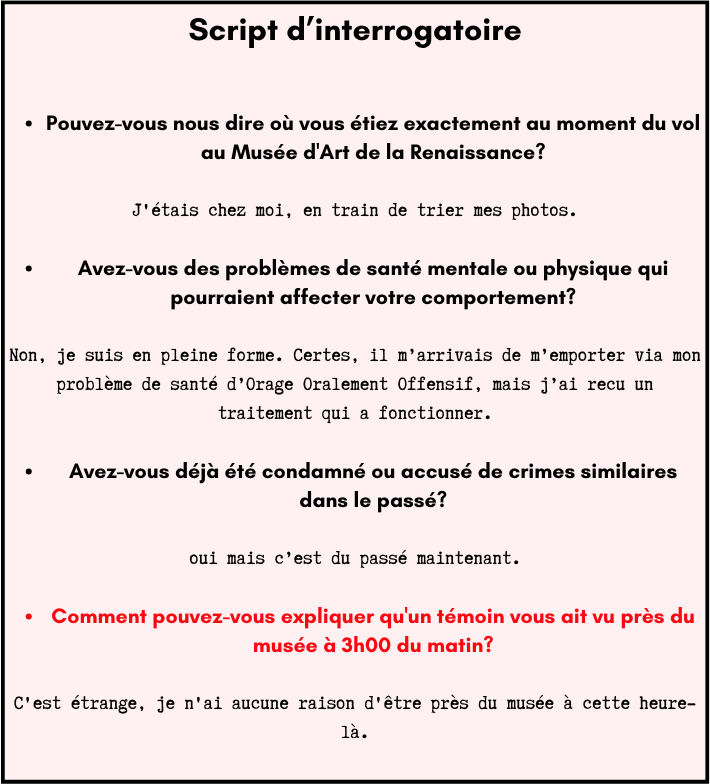 Script d’interrogatoire
• Pouvez-vous nous dire où vous étiez exactement au moment du vol
au Musée d'Art de la Renaissance?
J'étais chez moi, en train de trier mes photos.
• Avez-vous des problèmes de santé mentale ou physique qui
pourraient affecter votre comportement?
Non, je suis en pleine forme. Certes, il m’arrivais de m’emporter via mon
problème de santé d’Orage Oralement Offensif, mais j’ai recu un
traitement qui a fonctionner.
• Avez-vous déjà été condamné ou accusé de crimes similaires
dans le passé?
oui mais c’est du passé maintenant.
• Comment pouvez-vous expliquer qu'un témoin vous ait vu près du
musée à 3h00 du matin?
C'est étrange, je n'ai aucune raison d'être près du musée à cette heure-
là.